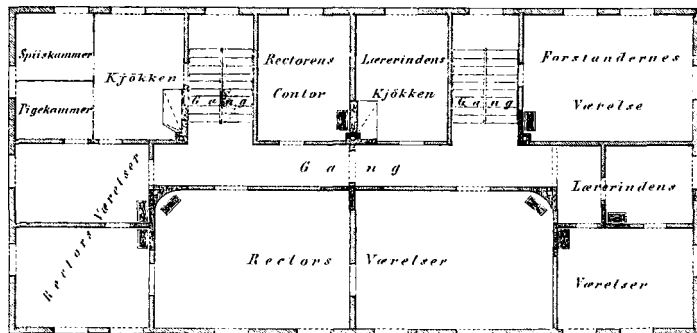 Spiiskammer
Kjökken
Pigekammer
Gang
Rectorens
Contor
Lærerindens
Kjökken
Gang
Forstandernes
Værelse
Gang
Rectors Værelser
Rectors Værelser
Lærerindens
Værelser